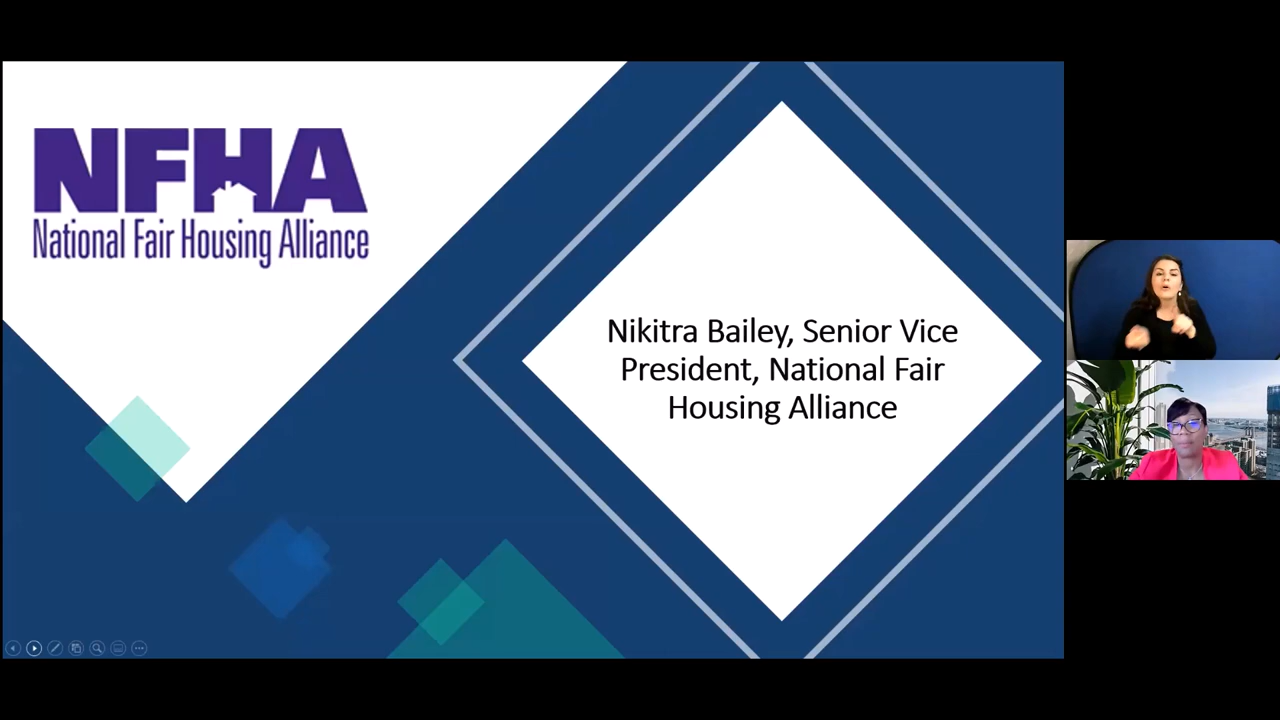 NFHA
National Fair Housing Alliance
Nikitra Bailey, Senior Vice
President, National Fair
Housing Alliance